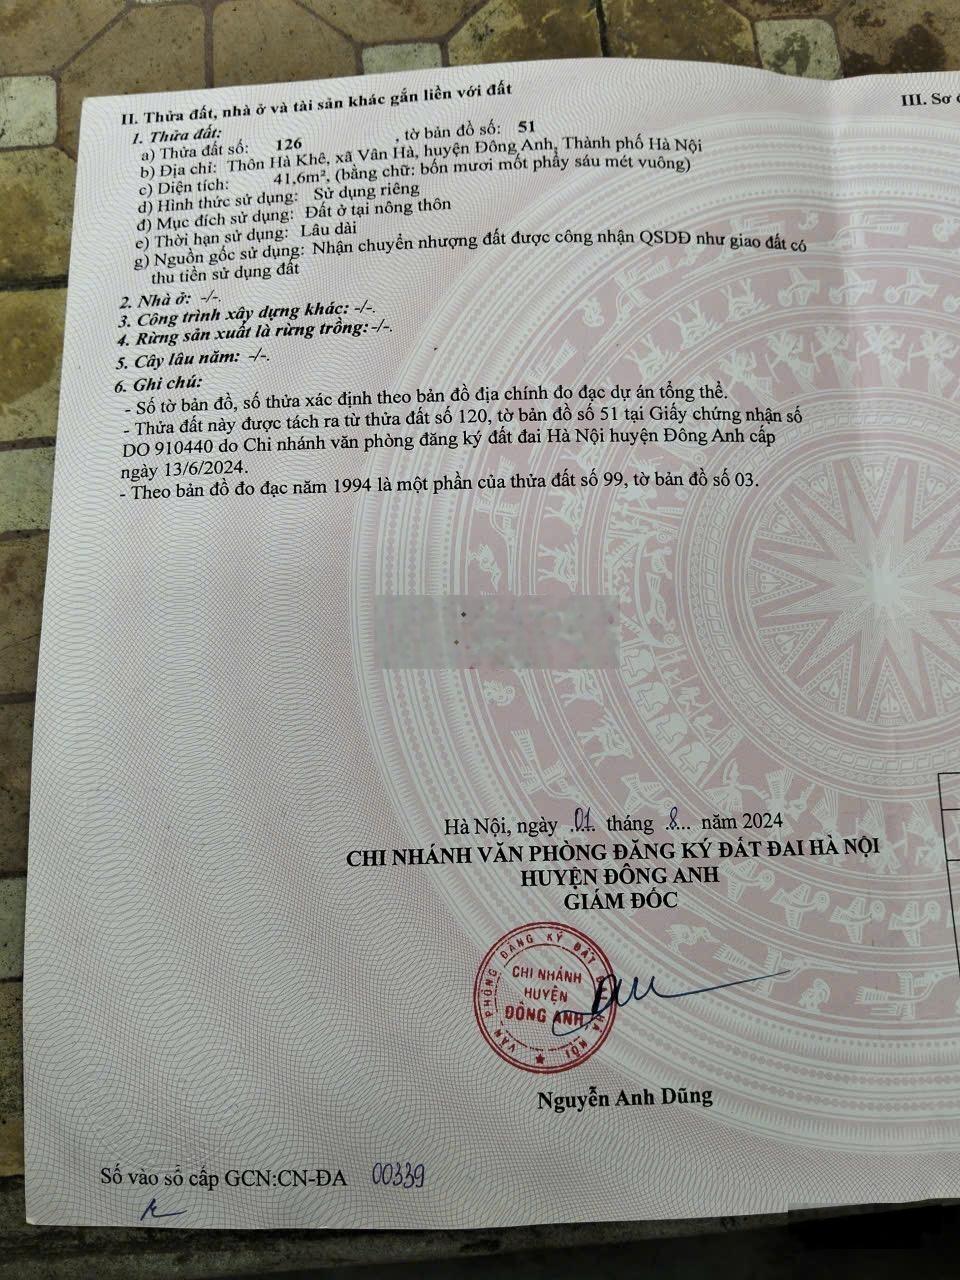 II. Thửa đất, nhà ở và tài sản khác gắn liền với đất
III. Sơ
1. Thửa đất:
a) Thửa đất số: 126 , tờ bản đồ số: 51
b) Địa chỉ: Thôn Hà Khê, xã Vân Hà, huyện Đông Anh, Thành phố Hà Nội
c) Diện tích: 41,6m², (bằng chữ: bốn mươi mốt phẩy sáu mét vuông)
d) Hình thức sử dụng: Sử dụng riêng
đ) Mục đích sử dụng: Đất ở tại nông thôn
e) Thời hạn sử dụng: Lâu dài
g) Nguồn gốc sử dụng: Nhận chuyển nhượng đất được công nhận QSDĐ như giao đất có
thu tiền sử dụng đất
2. Nhà ở: -/-.
3. Công trình xây dựng khác: -/-.
4. Rừng sản xuất là rừng trồng: -/-.
5. Cây lâu năm: -/-.
6. Ghi chú:
- Số tờ bản đồ, số thửa xác định theo bản đồ địa chính đo đạc dự án tổng thể.
- Thửa đất này được tách ra từ thửa đất số 120, tờ bản đồ số 51 tại Giấy chứng nhận số
DO 910440 do Chi nhánh văn phòng đăng ký đất đai Hà Nội huyện Đông Anh cấp
ngày 13/6/2024.
- Theo bản đồ đo đạc năm 1994 là một phần của thửa đất số 99, tờ bản đồ số 03.
Hà Nội, ngày 01 tháng 8 năm 2024
CHI NHÁNH VĂN PHÒNG ĐĂNG KÝ ĐẤT ĐAI HÀ NỘI
HUYỆN ĐÔNG ANH
GIÁM ĐỐC
VĂN PHÒNG ĐĂNG KÝ ĐẤT HÀ NỘI
CHI NHÁNH
HUYỆN
ĐÔNG ANH
Nguyễn Anh Dũng
Số vào sổ cấp GCN:CN-ĐA 00339